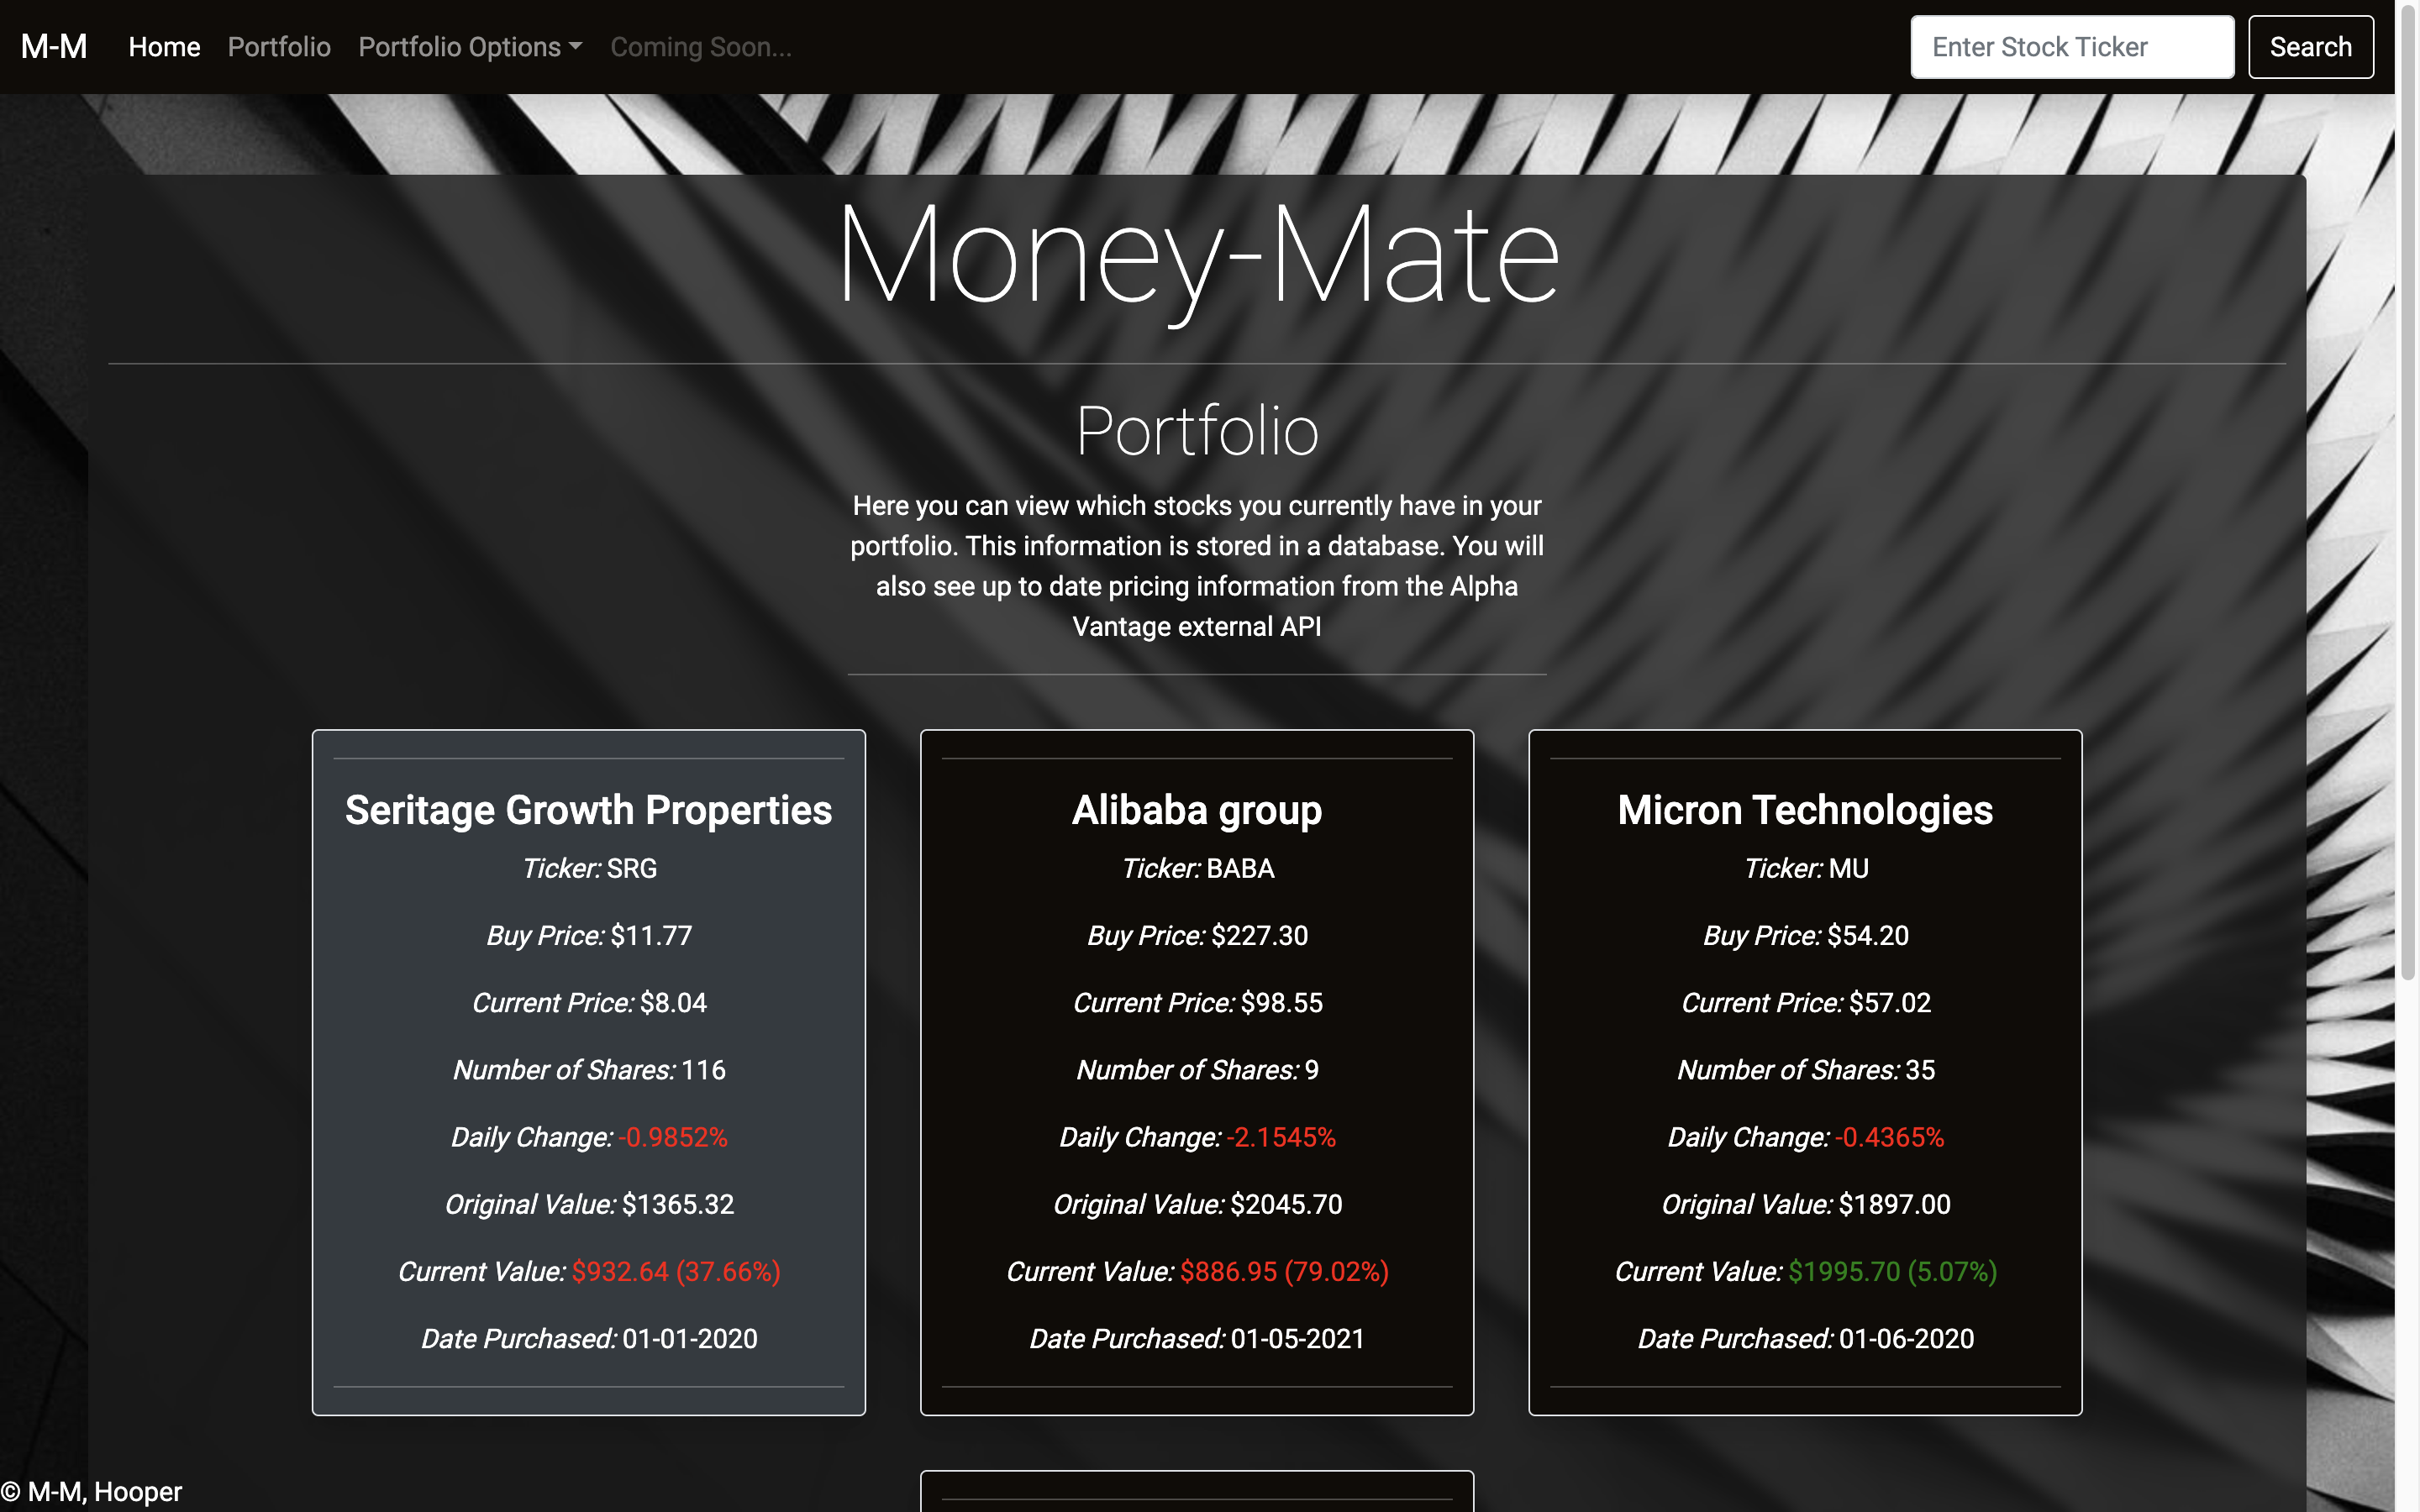 M-M Home Portfolio Portfolio Options Coming Soon... Enter Stock Ticker Search
Money-Mate
Portfolio
Here you can view which stocks you currently have in your
portfolio. This information is stored in a database. You will
also see up to date pricing information from the Alpha
Vantage external API
Seritage Growth Properties
Ticker: SRG
Buy Price: $11.77
Current Price: $8.04
Number of Shares: 116
Daily Change: -0.9852%
Original Value: $1365.32
Current Value: $932.64 (37.66%)
Date Purchased: 01-01-2020
Alibaba group
Ticker: BABA
Buy Price: $227.30
Current Price: $98.55
Number of Shares: 9
Daily Change: -2.1545%
Original Value: $2045.70
Current Value: $886.95 (79.02%)
Date Purchased: 01-05-2021
Micron Technologies
Ticker: MU
Buy Price: $54.20
Current Price: $57.02
Number of Shares: 35
Daily Change: -0.4365%
Original Value: $1897.00
Current Value: $1995.70 (5.07%)
Date Purchased: 01-06-2020
© M-M, Hooper